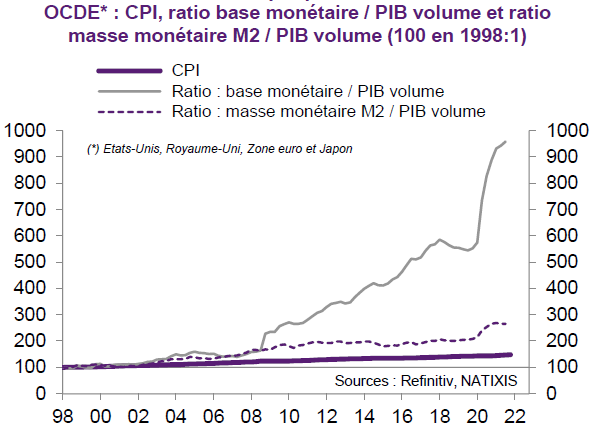 OCDE* : CPI, ratio base monétaire / PIB volume et ratio
masse monétaire M2 / PIB volume (100 en 1998:1)
CPI
Ratio : base monétaire / PIB volume
Ratio : masse monétaire M2 / PIB volume
(*) Etats-Unis, Royaume-Uni, Zone euro et Japon
1000 1000
900 900
800 800
700 700
600 600
500 500
400 400
300 300
200 200
100 100
0 0
Sources : Refinitiv, NATIXIS
98 00 02 04 06 08 10 12 14 16 18 20 22